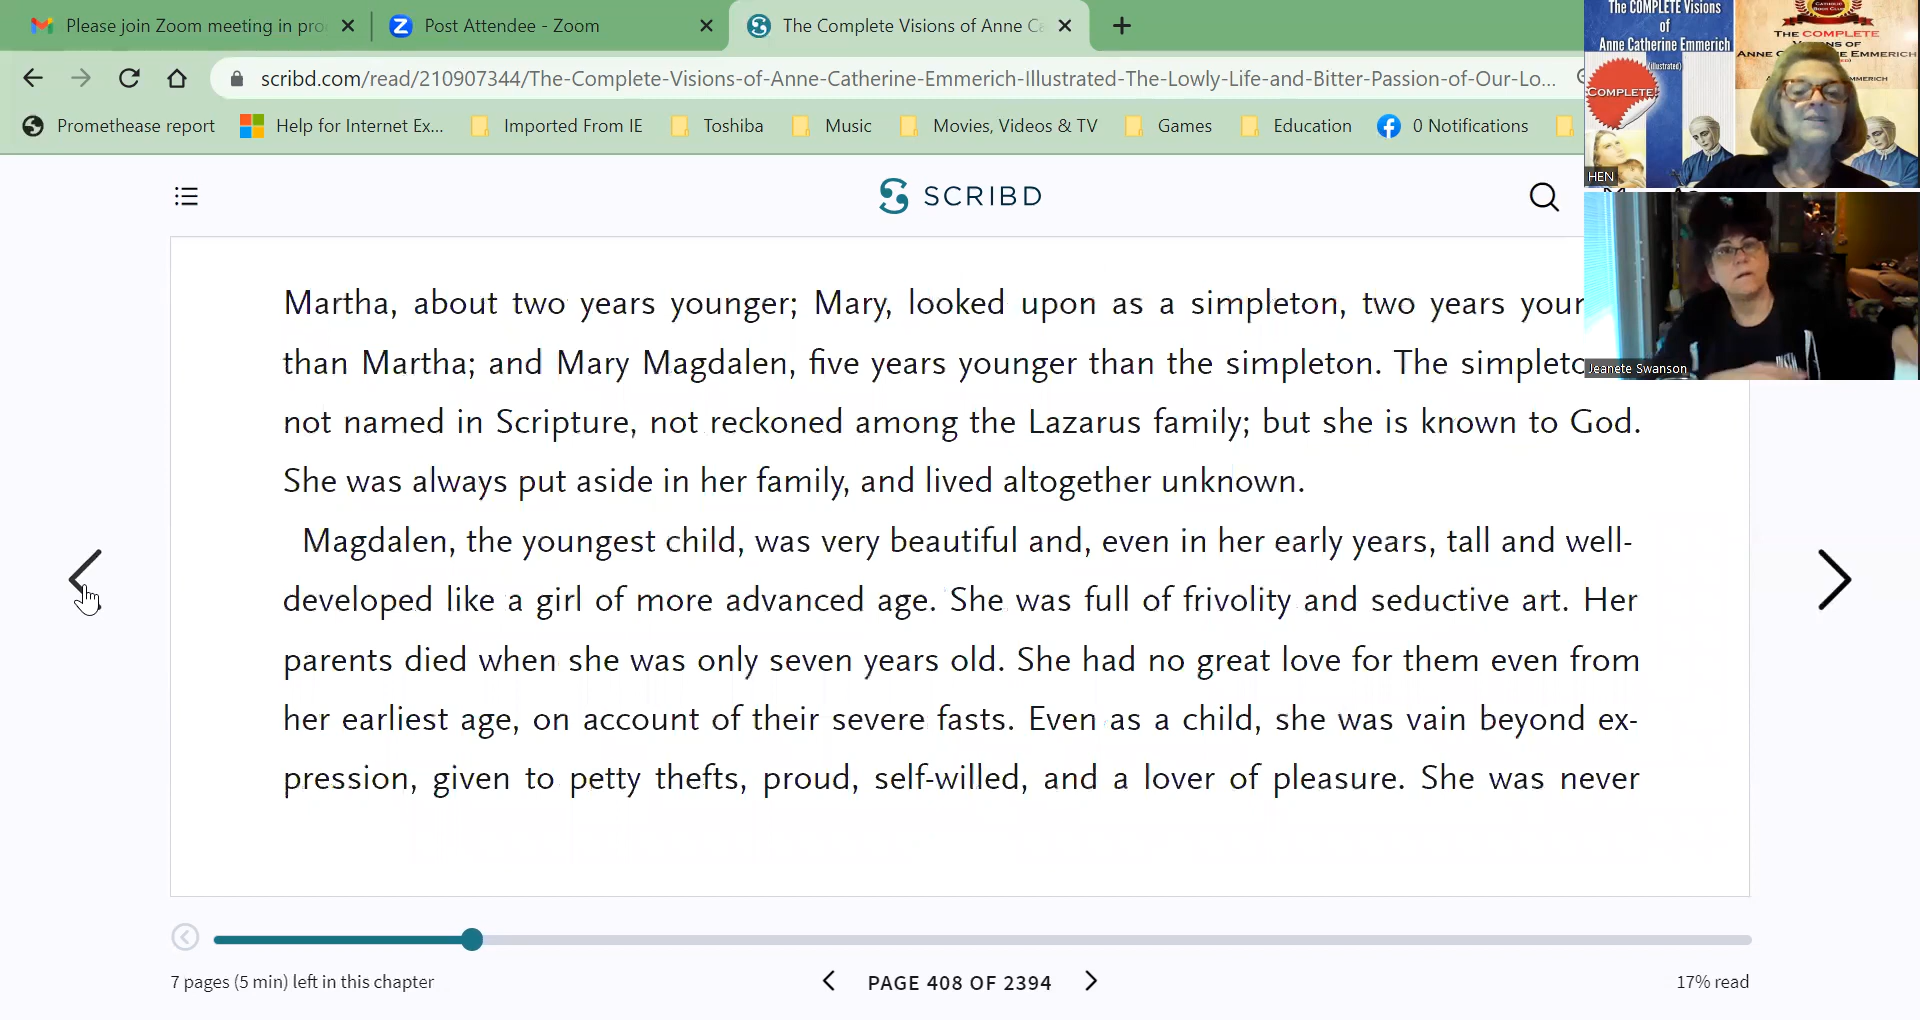 Please join Zoom meeting in pro
Post Attendee - Zoom
The Complete Visions of Anne Ca
scribd.com/read/210907344/The-Complete-Visions-of-Anne-Catherine-Emmerich-Illustrated-The-Lowly-Life-and-Bitter-Passion-of-Our-Lo...
Promethease report
Help for Internet Ex...
Imported From IE
Toshiba
Music
Movies, Videos & TV
Games
Education
0 Notifications
The COMPLETE Visions
of
Anne Catherine Emmerich
(illustrated)
COMPLETE!
THE COMPLETE
ANNE CATHERINE EMMERICH
HEN
Jeanete Swanson
SCRIBD
Martha, about two years younger; Mary, looked upon as a simpleton, two years youn
than Martha; and Mary Magdalen, five years younger than the simpleton. The simpleto
not named in Scripture, not reckoned among the Lazarus family; but she is known to God.
She was always put aside in her family, and lived altogether unknown.
Magdalen, the youngest child, was very beautiful and, even in her early years, tall and well-
developed like a girl of more advanced age. She was full of frivolity and seductive art. Her
parents died when she was only seven years old. She had no great love for them even from
her earliest age, on account of their severe fasts. Even as a child, she was vain beyond ex-
pression, given to petty thefts, proud, self-willed, and a lover of pleasure. She was never
7 pages (5 min) left in this chapter
PAGE 408 OF 2394
17% read